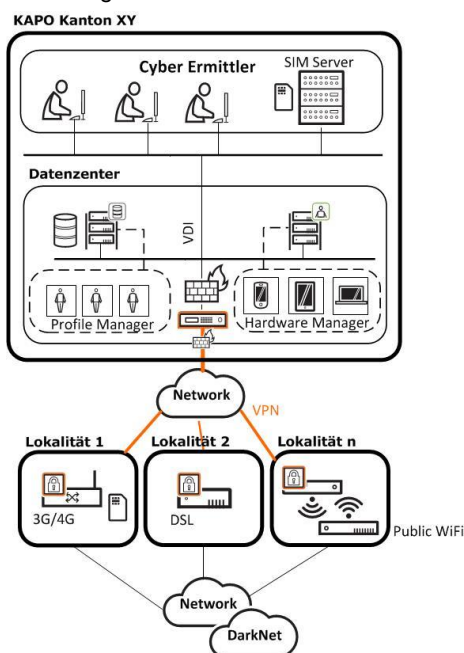 KAPO Kanton XY
Cyber Ermittler
SIM Server
Datenzenter
VDI
Profile Manager
Hardware Manager
Network
VPN
Lokalität 1
Lokalität 2
Lokalität n
3G/4G
DSL
Public WiFi
Network
DarkNet